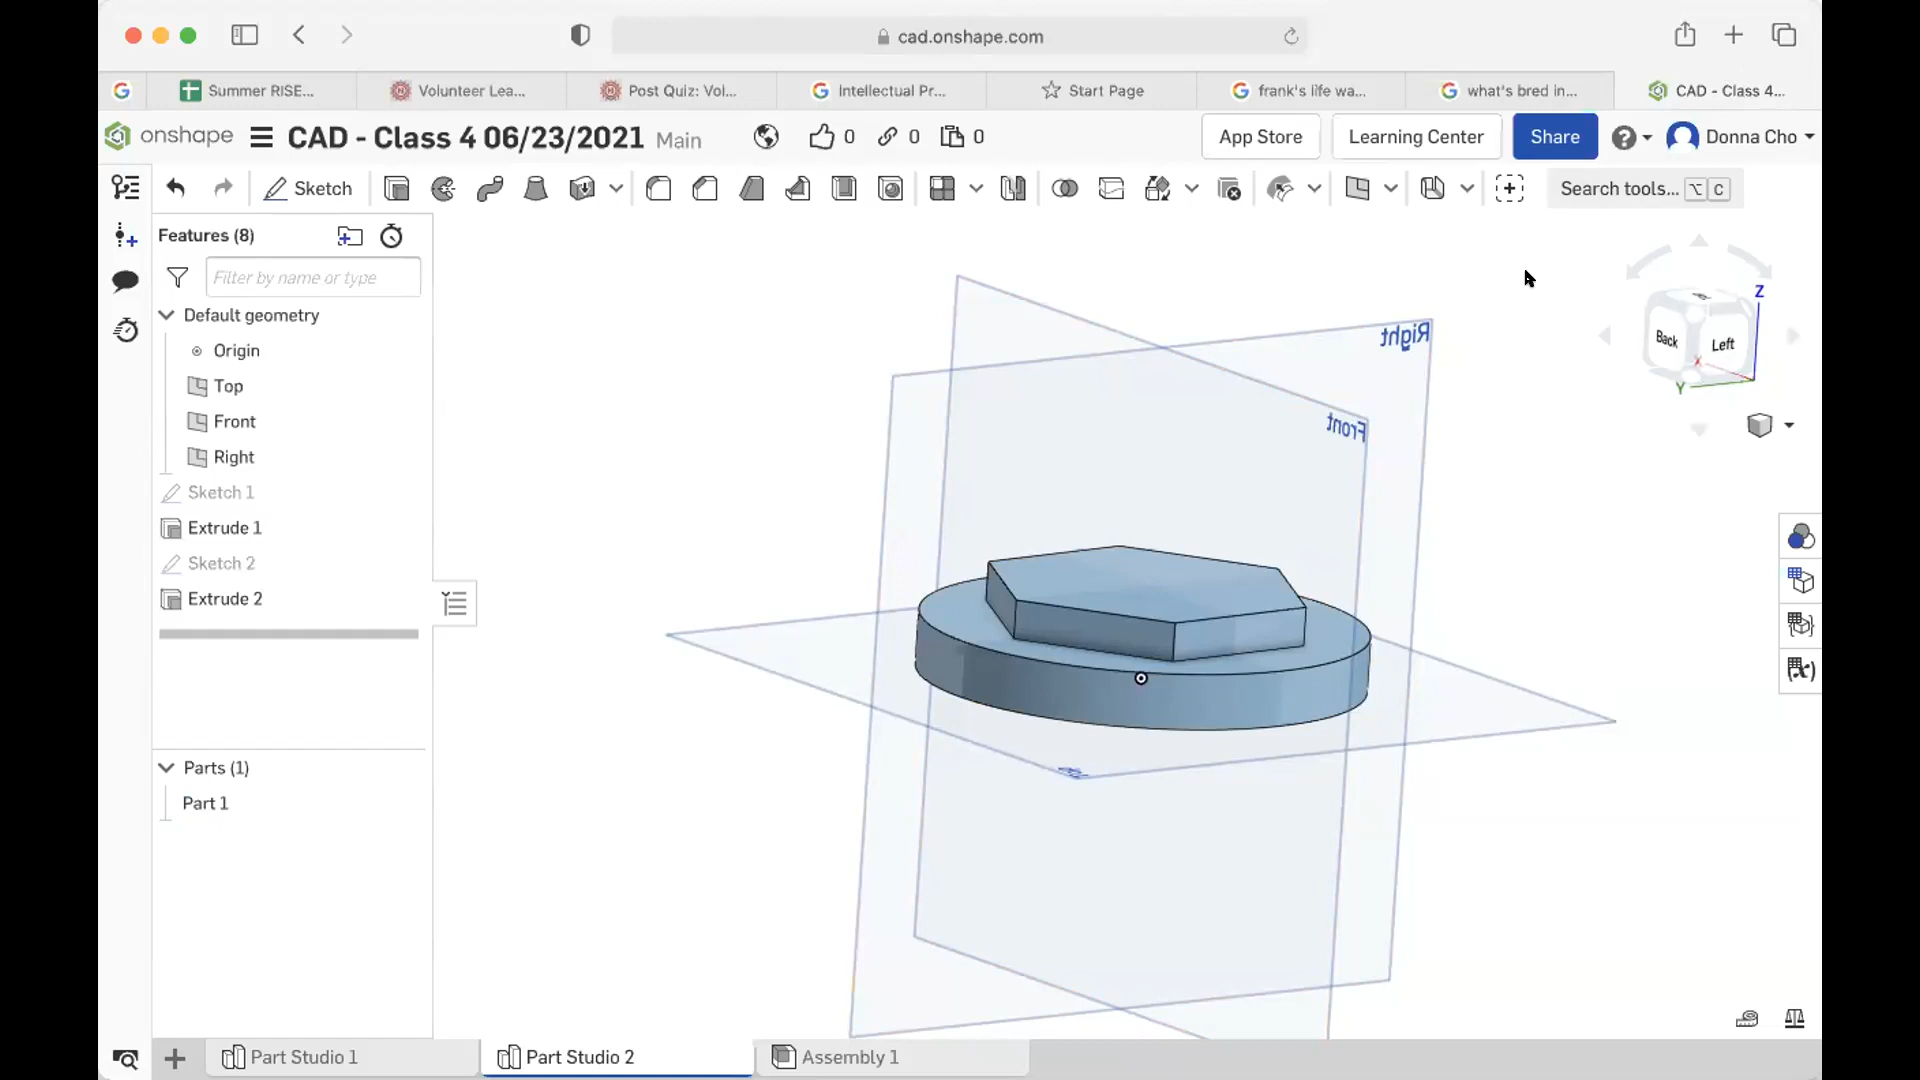 cad.onshape.com
Summer RISE...
Volunteer Lea...
Post Quiz: Vol...
Intellectual Pr...
Start Page
frank's life wa...
what's bred in...
CAD - Class 4...
onshape
CAD - Class 4 06/23/2021 Main
0
0
0
App Store
Learning Center
Share
Donna Cho
Sketch
Search tools... ⌥ C
Features (8)
Filter by name or type
Default geometry
Origin
Top
Front
Right
Sketch 1
Extrude 1
Sketch 2
Extrude 2
Parts (1)
Part 1
Right
Front
Z
Back
Left
X
Y
Part Studio 1
Part Studio 2
Assembly 1